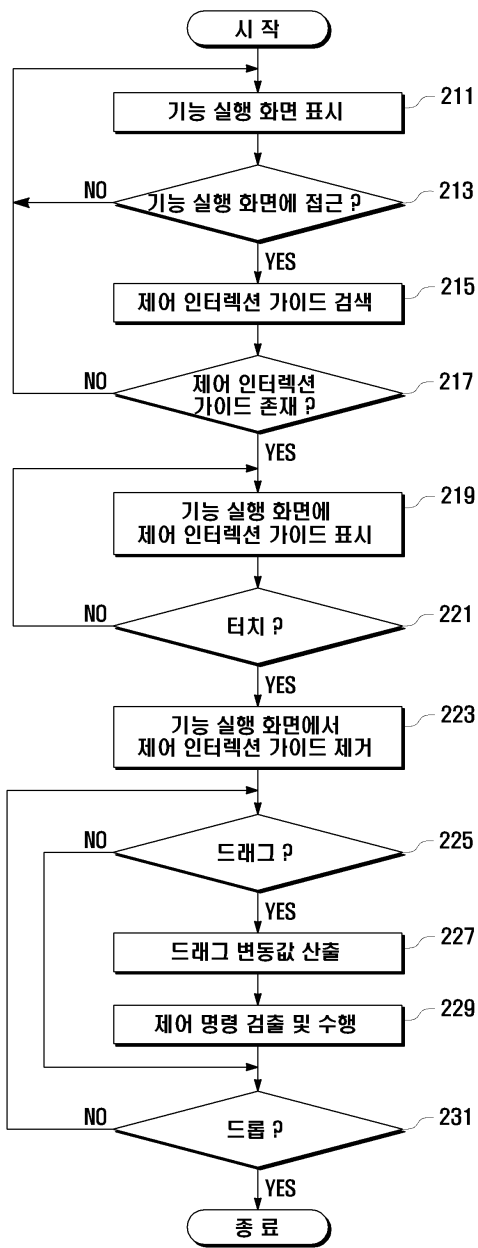 시 작
기능 실행 화면 표시
211
기능 실행 화면에 접근 ?
213
NO
YES
제어 인터렉션 가이드 검색
215
제어 인터렉션
가이드 존재 ?
217
NO
YES
기능 실행 화면에
제어 인터렉션 가이드 표시
219
터치 ?
221
NO
YES
기능 실행 화면에서
제어 인터렉션 가이드 제거
223
드래그 ?
225
NO
YES
드래그 변동값 산출
227
제어 명령 검출 및 수행
229
드롭 ?
231
NO
YES
종 료